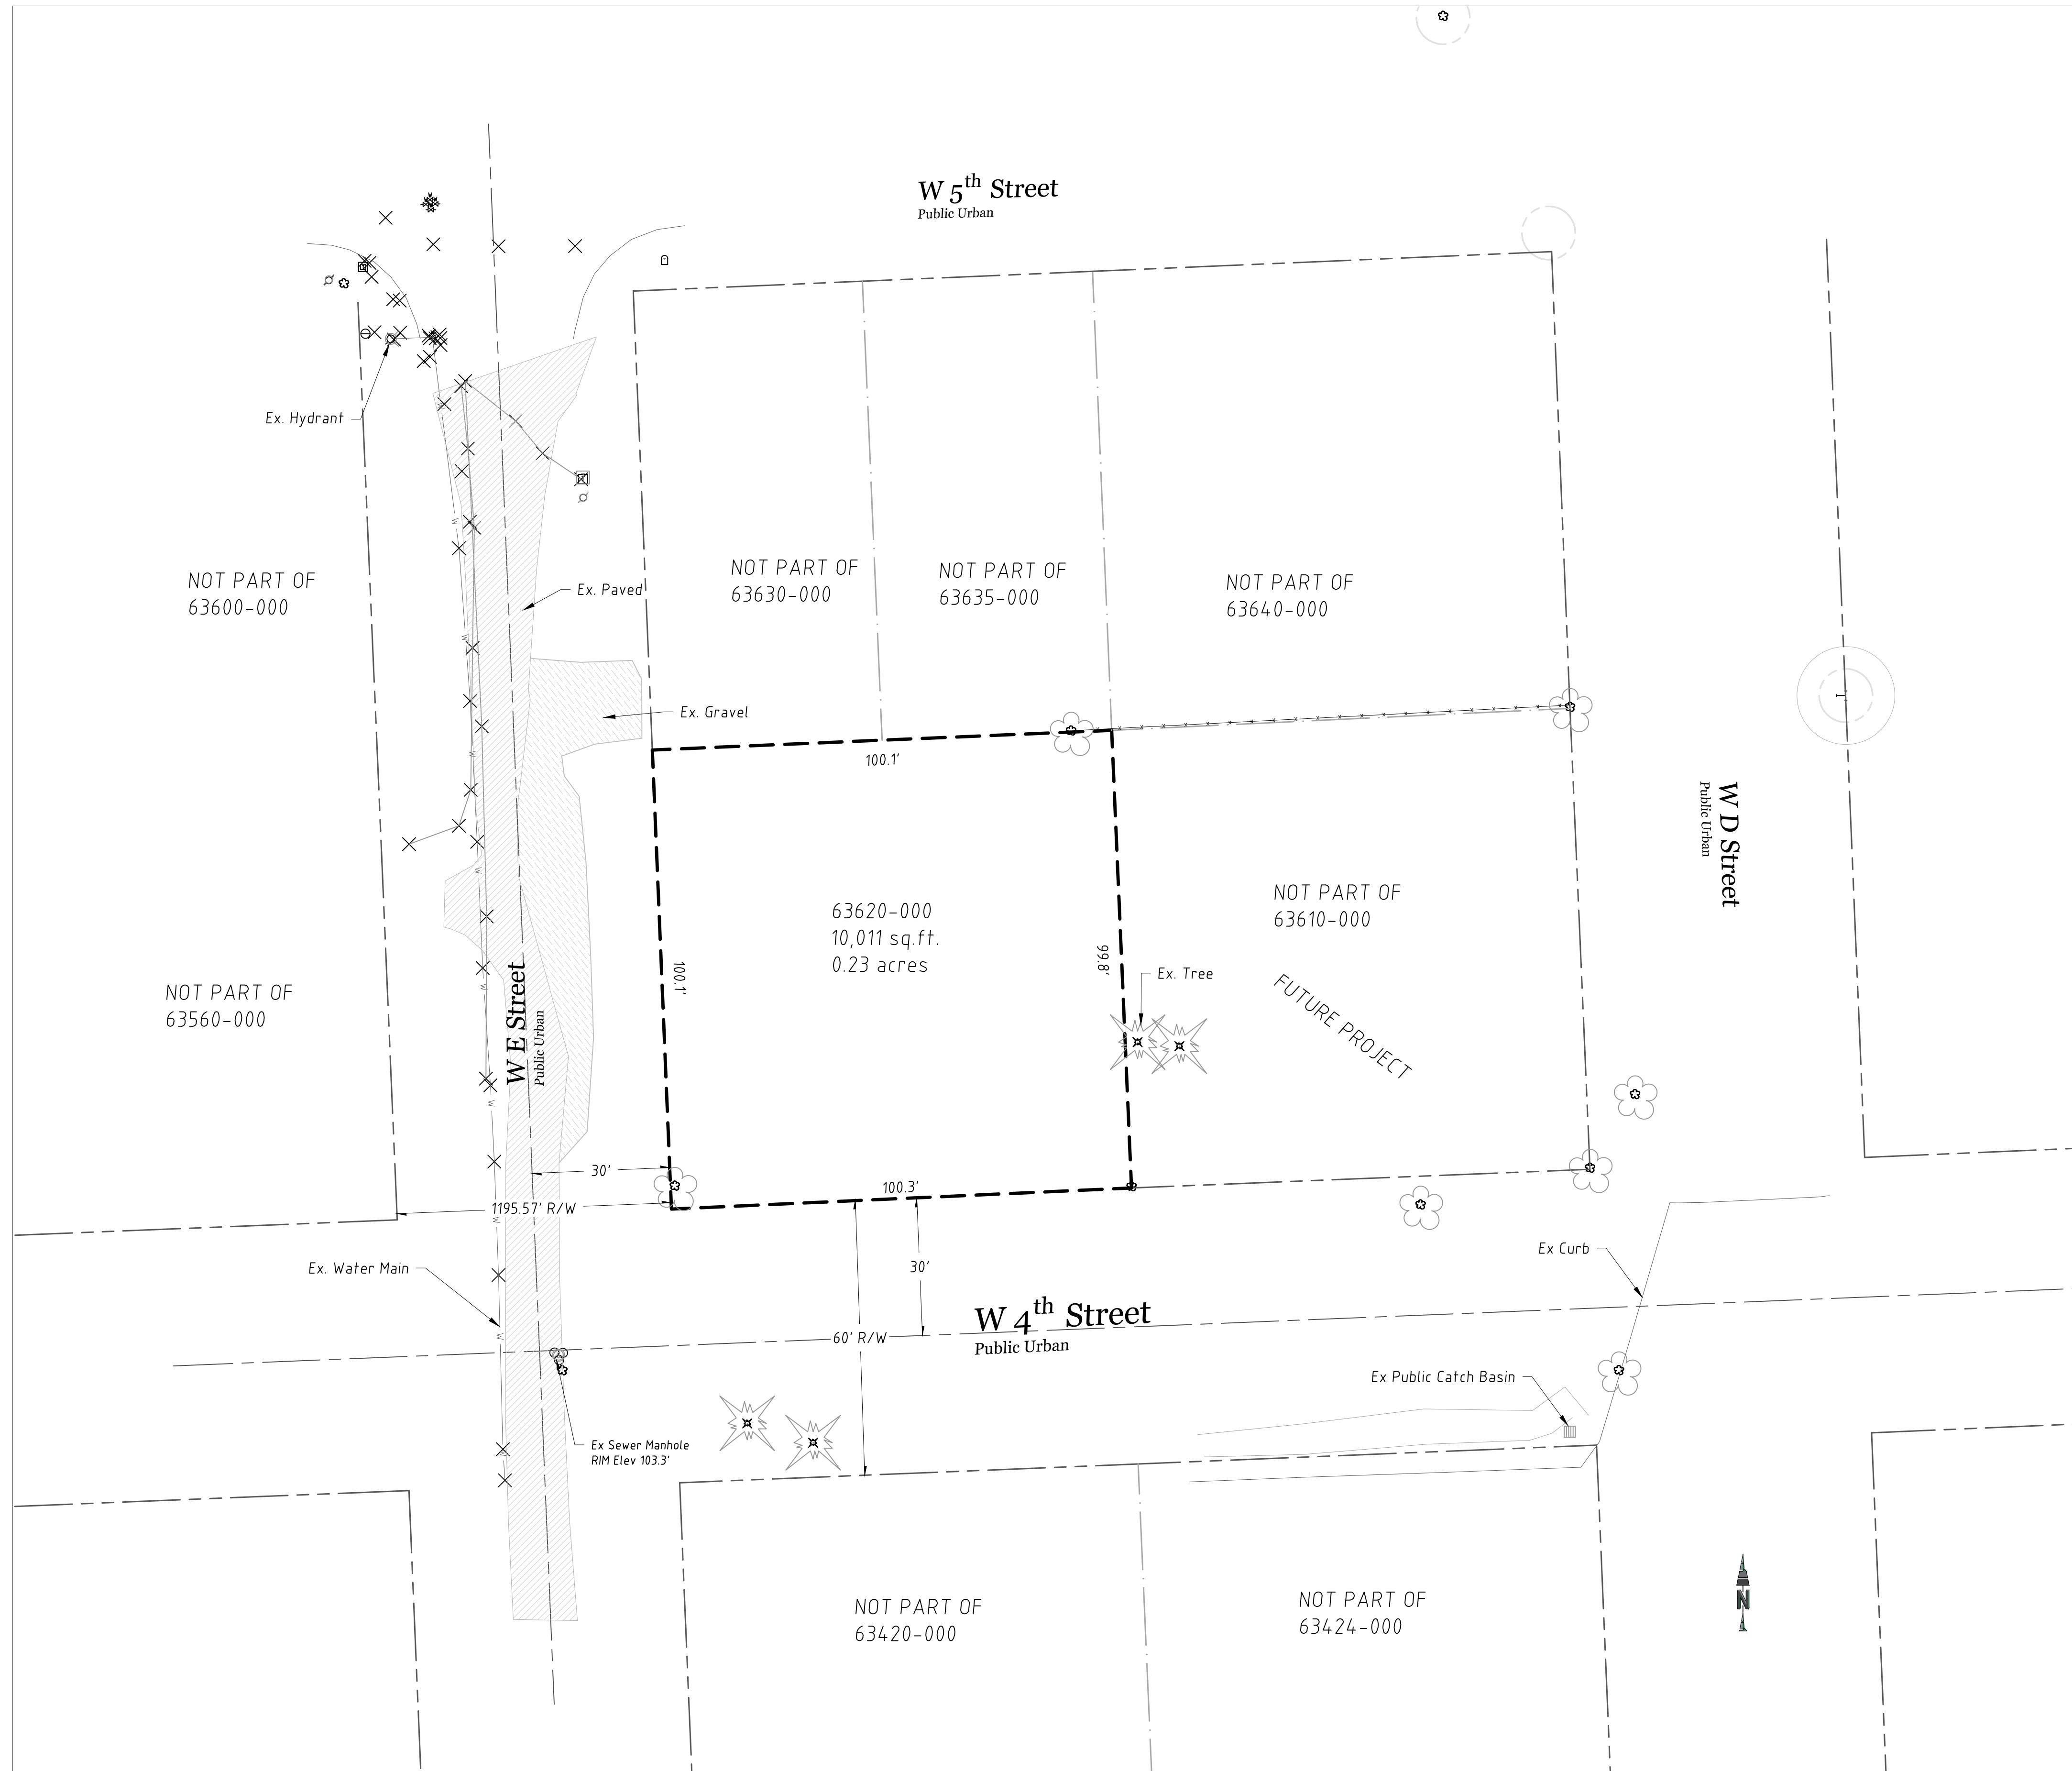 W 5th Street
Public Urban
Ex. Hydrant
NOT PART OF
63600-000
Ex. Paved
NOT PART OF
63630-000
NOT PART OF
63635-000
NOT PART OF
63640-000
Ex. Gravel
100.1'
W D Street
Public Urban
63620-000
10,011 sq.ft.
0.23 acres
100.1'
99.8'
NOT PART OF
63610-000
Ex. Tree
FUTURE PROJECT
NOT PART OF
63560-000
W E Street
Public Urban
30'
100.3'
1195.57' R/W
Ex. Water Main
30'
Ex Curb
W 4th Street
Public Urban
60' R/W
Ex Public Catch Basin
Ex Sewer Manhole
RIM Elev 103.3'
NOT PART OF
63420-000
NOT PART OF
63424-000
N
W
W
W
W
W
W
W
W
W
W